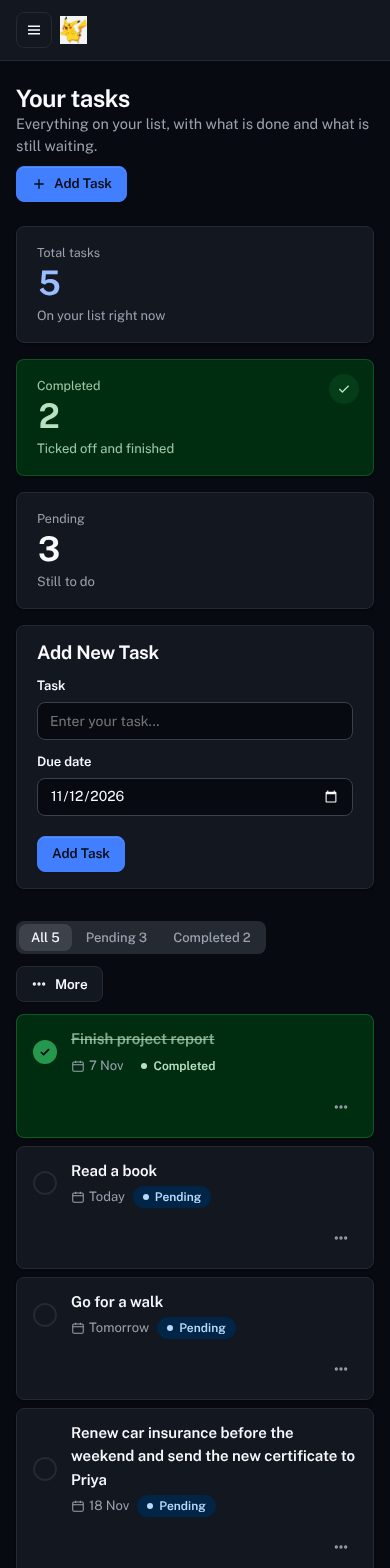 Your tasks
Everything on your list, with what is done and what is
still waiting.
+ Add Task
Total tasks
5
On your list right now
Completed
2
Ticked off and finished
Pending
3
Still to do
Add New Task
Task
Enter your task...
Due date
11/12/2026
Add Task
All 5 Pending 3 Completed 2
More
Finish project report
7 Nov Completed
Read a book
Today Pending
Go for a walk
Tomorrow Pending
Renew car insurance before the
weekend and send the new certificate to
Priya
18 Nov Pending